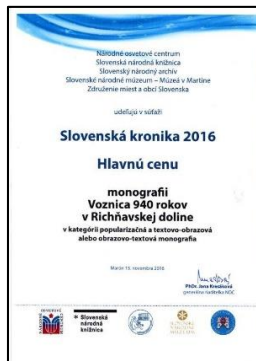 Národné osvetové centrum
Slovenská národná knižnica
Slovenský národný archív
Slovenské národné múzeum – Múzeá v Martine
Združenie miest a obcí Slovenska
udeľujú v súťaži
Slovenská kronika 2016
Hlavnú cenu
monografii
Voznica 940 rokov
v Richňavskej doline
v kategórii popularizačná a textovo-obrazová
alebo obrazovo-textová monografia
Martin 10. novembra 2016
PhDr. Jana Kresáková
generálna riaditeľka NOC
Slovenská
národná
knižnica